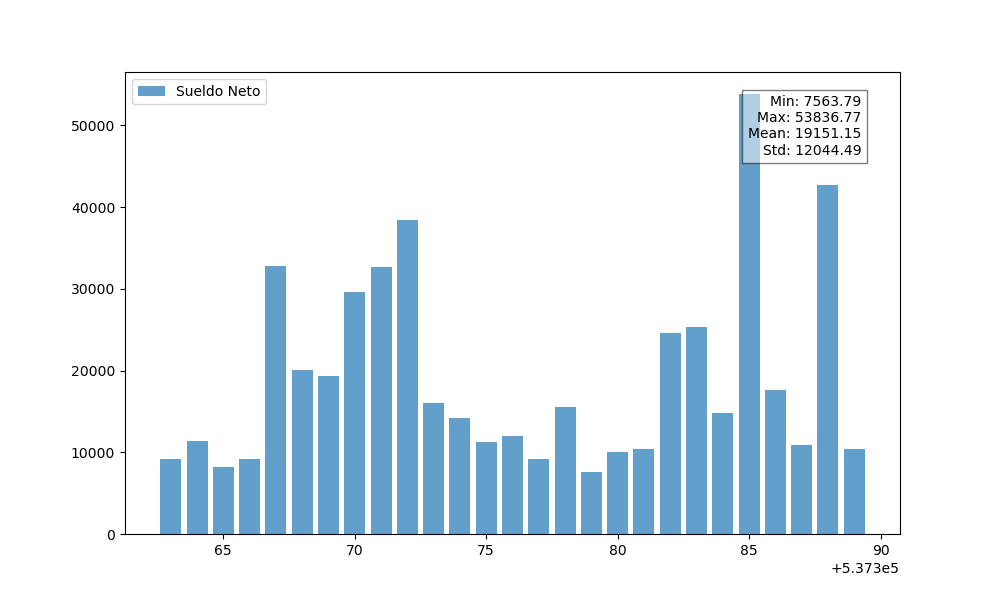 Sueldo Neto
Min: 7563.79
Max: 53836.77
Mean: 19151.15
Std: 12044.49
50000
40000
30000
20000
10000
0
65 70 75 80 85 90
+5.373e5